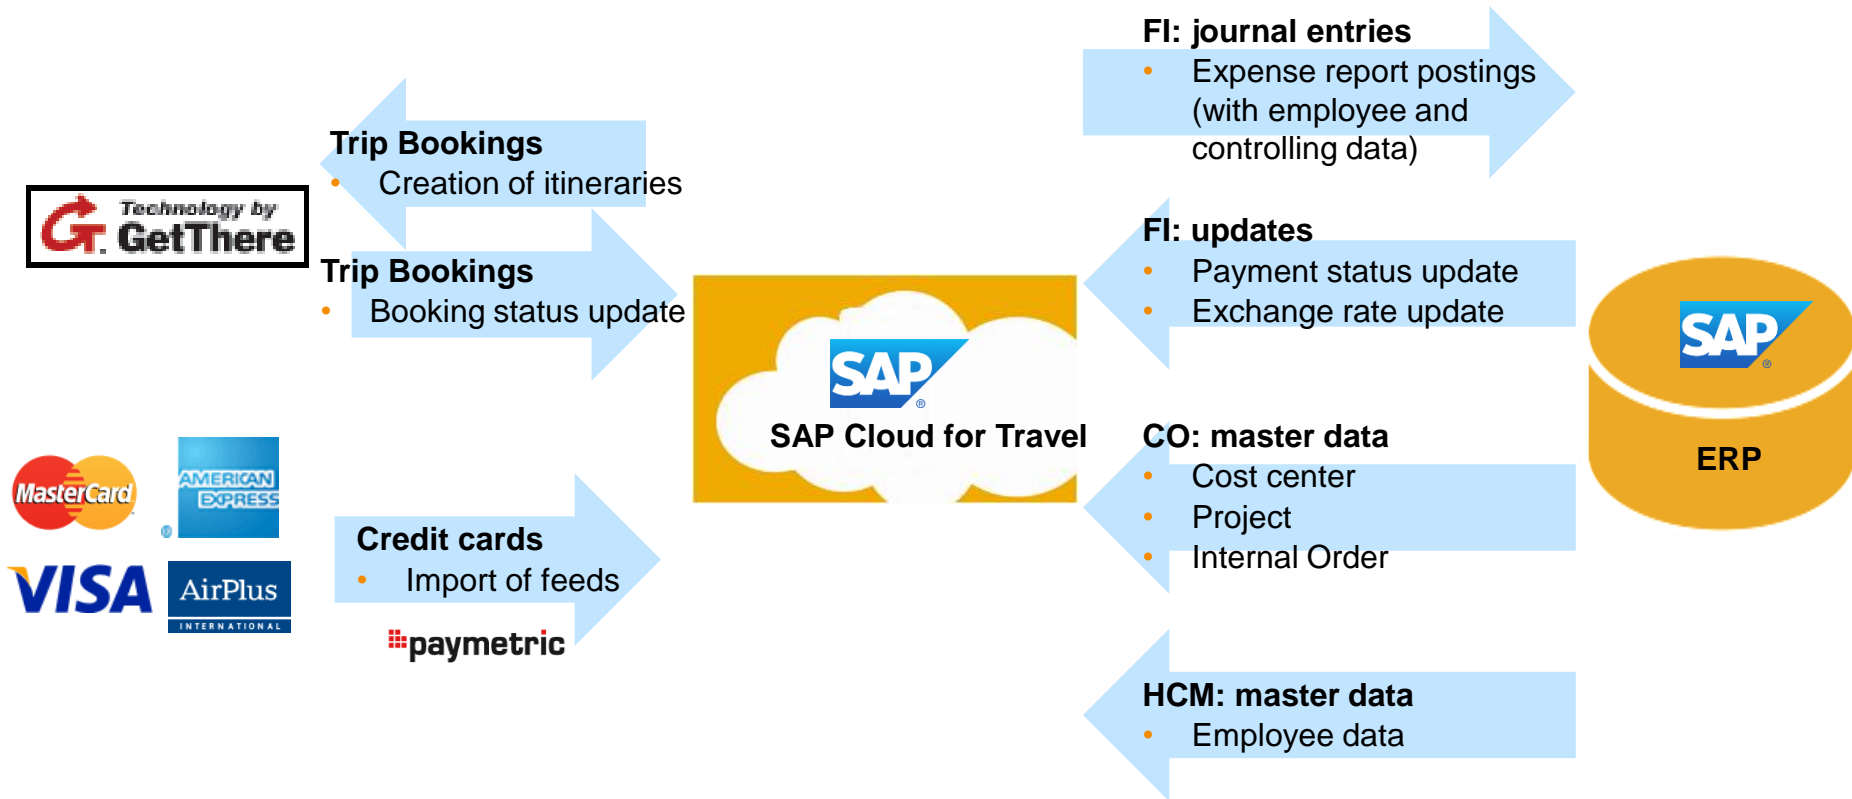 Technology by
GetThere
Trip Bookings
• Creation of itineraries
Trip Bookings
• Booking status update
MasterCard
AMERICAN
EXPRESS
®
VISA
AirPlus
INTERNATIONAL
Credit cards
• Import of feeds
paymetric
SAP
®
SAP Cloud for Travel
FI: journal entries
• Expense report postings
(with employee and
controlling data)
FI: updates
• Payment status update
• Exchange rate update
CO: master data
• Cost center
• Project
• Internal Order
HCM: master data
• Employee data
SAP
®
ERP